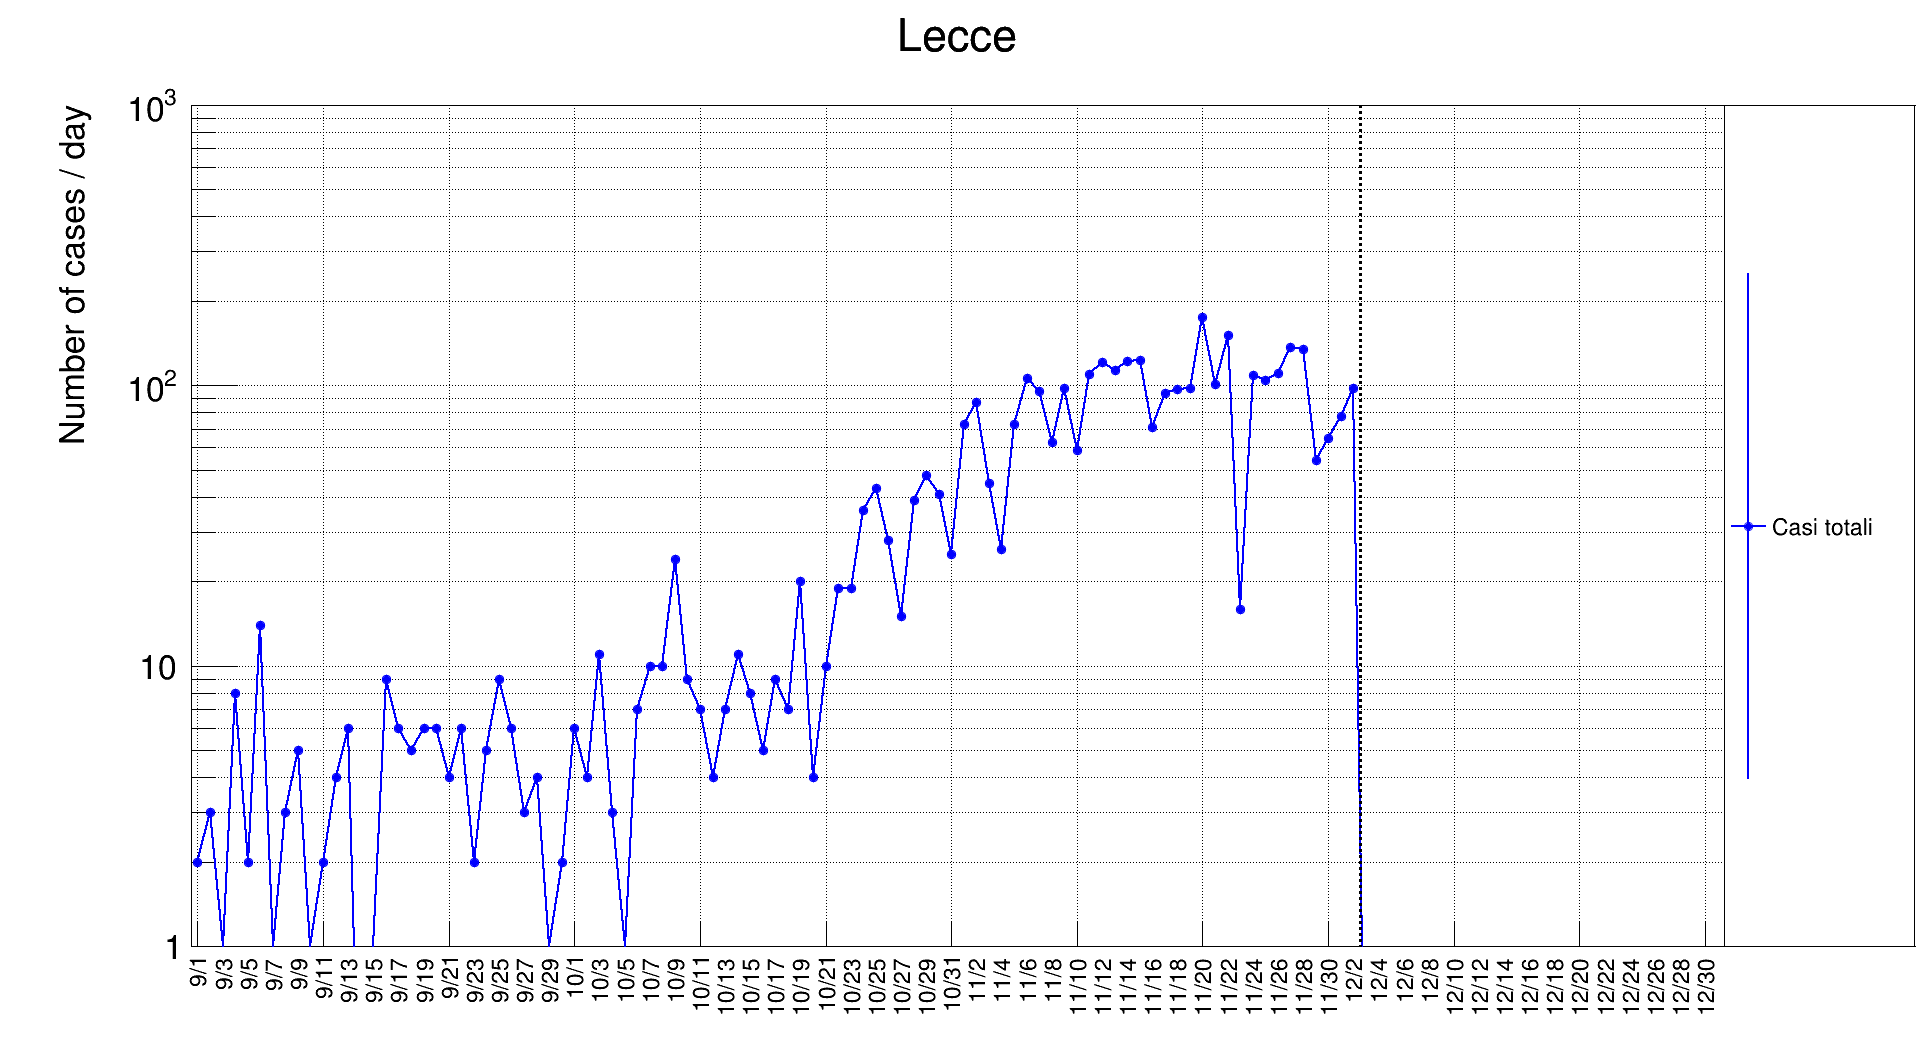 Lecce
Number of cases / day
10³
10²
10
1
9/1 9/3 9/5 9/7 9/9 9/11 9/13 9/15 9/17 9/19 9/21 9/23 9/25 9/27 9/29 10/1 10/3 10/5 10/7 10/9 10/11 10/13 10/15 10/17 10/19 10/21 10/23 10/25 10/27 10/29 10/31 11/2 11/4 11/6 11/8 11/10 11/12 11/14 11/16 11/18 11/20 11/22 11/24 11/26 11/28 11/30 12/2 12/4 12/6 12/8 12/10 12/12 12/14 12/16 12/18 12/20 12/22 12/24 12/26 12/28 12/30
Casi totali